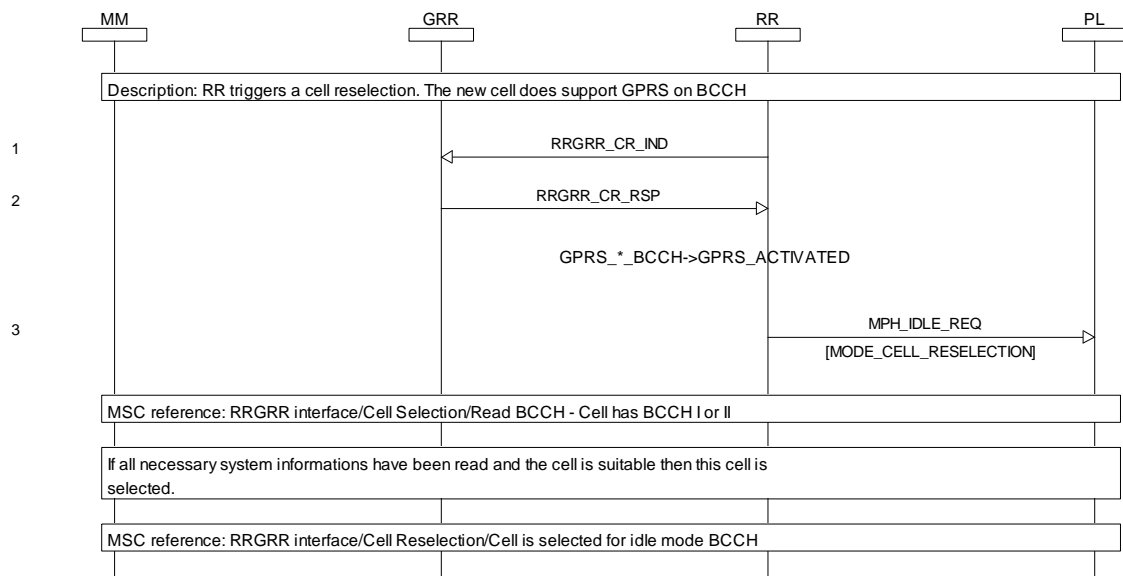 MM GRR RR PL
Description: RR triggers a cell reselection. The new cell does support GPRS on BCCH
1 RRGRR_CR_IND
2 RRGRR_CR_RSP
GPRS_*_BCCH->GPRS_ACTIVATED
3 MPH_IDLE_REQ
[MODE_CELL_RESELECTION]
MSC reference: RRGRR interface/Cell Selection/Read BCCH - Cell has BCCH I or II
If all necessary system informations have been read and the cell is suitable then this cell is
selected.
MSC reference: RRGRR interface/Cell Reselection/Cell is selected for idle mode BCCH